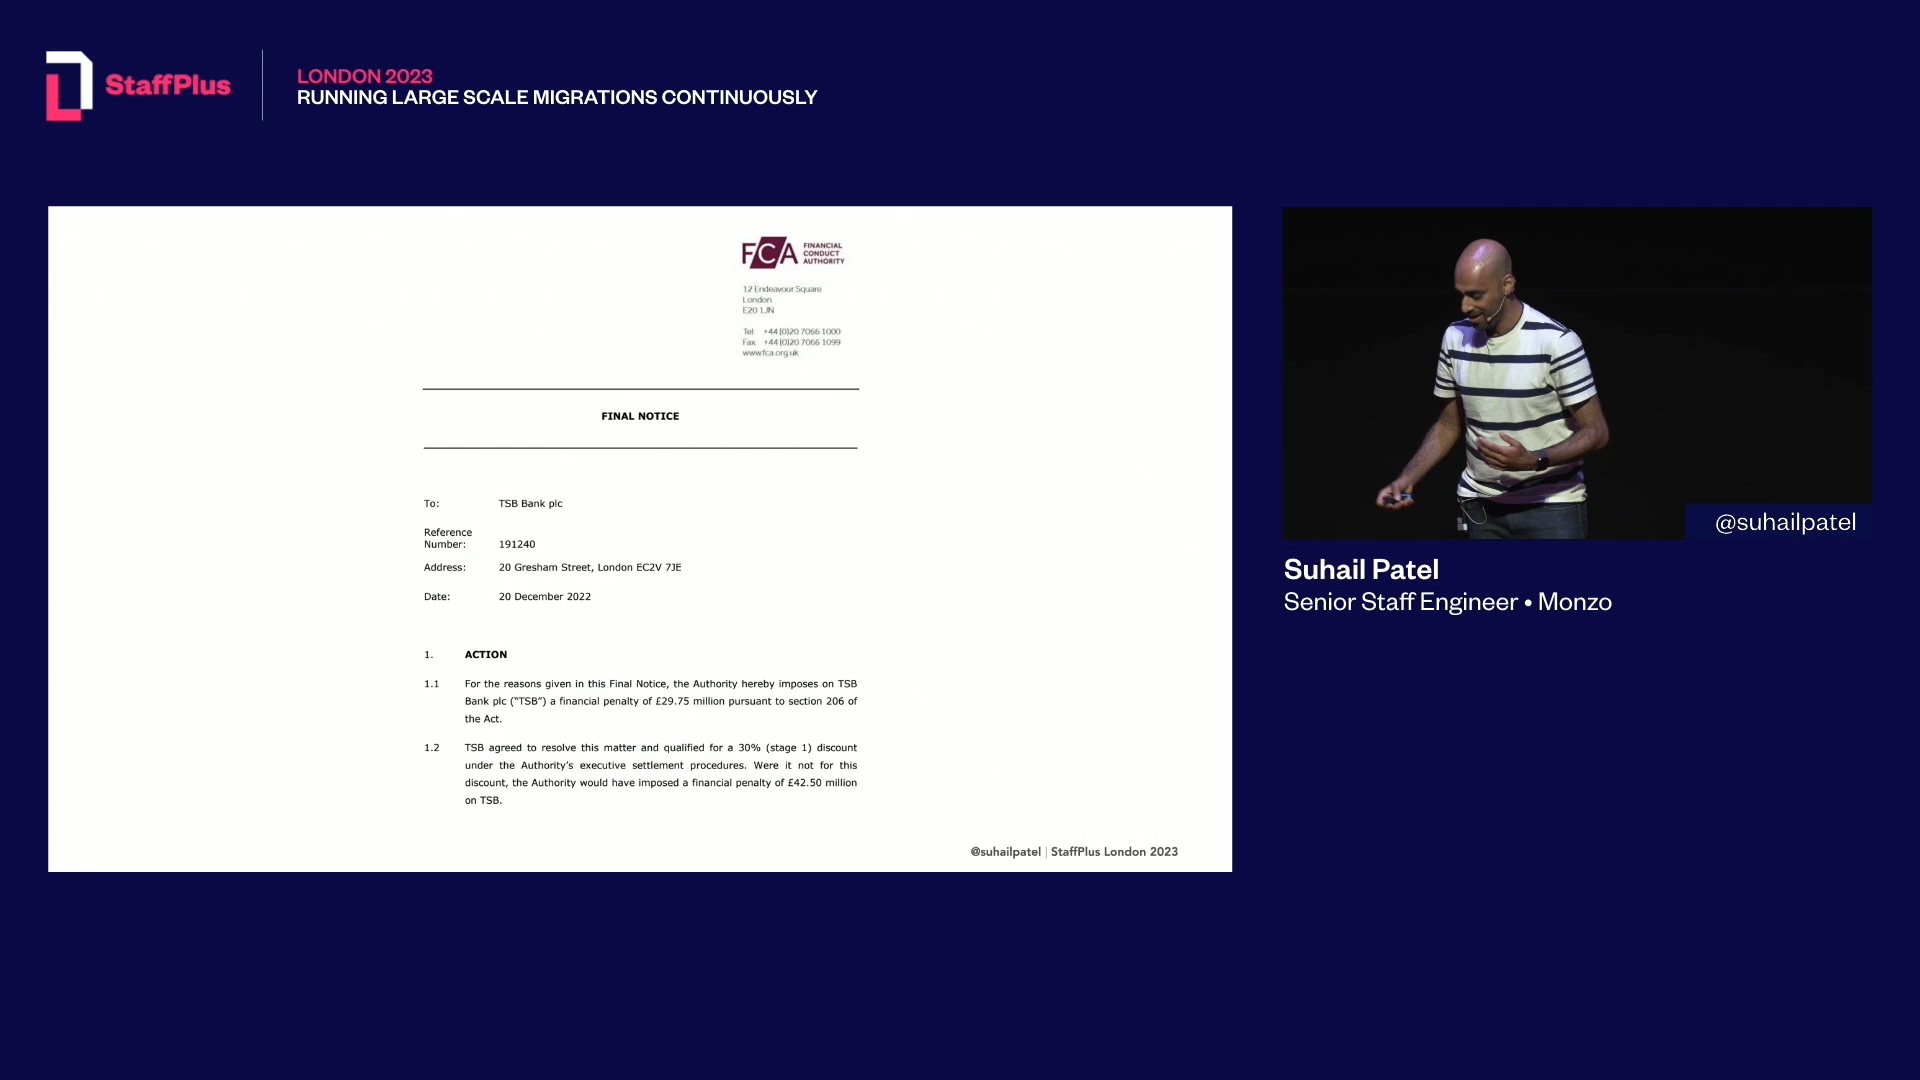 StaffPlus
LONDON 2023
RUNNING LARGE SCALE MIGRATIONS CONTINUOUSLY
FCA FINANCIAL
CONDUCT
AUTHORITY
12 Endeavour Square
London
E20 1JN
Tel: +44 (0)20 7066 1000
Fax: +44 (0)20 7066 1099
www.fca.org.uk
FINAL NOTICE
To: TSB Bank plc
Reference
Number: 191240
Address: 20 Gresham Street, London EC2V 7JE
Date: 20 December 2022
1. ACTION
1.1 For the reasons given in this Final Notice, the Authority hereby imposes on TSB
Bank plc (“TSB”) a financial penalty of £29.75 million pursuant to section 206 of
the Act.
1.2 TSB agreed to resolve this matter and qualified for a 30% (stage 1) discount
under the Authority’s executive settlement procedures. Were it not for this
discount, the Authority would have imposed a financial penalty of £42.50 million
on TSB.
@suhailpatel | StaffPlus London 2023
@suhailpatel
Suhail Patel
Senior Staff Engineer • Monzo